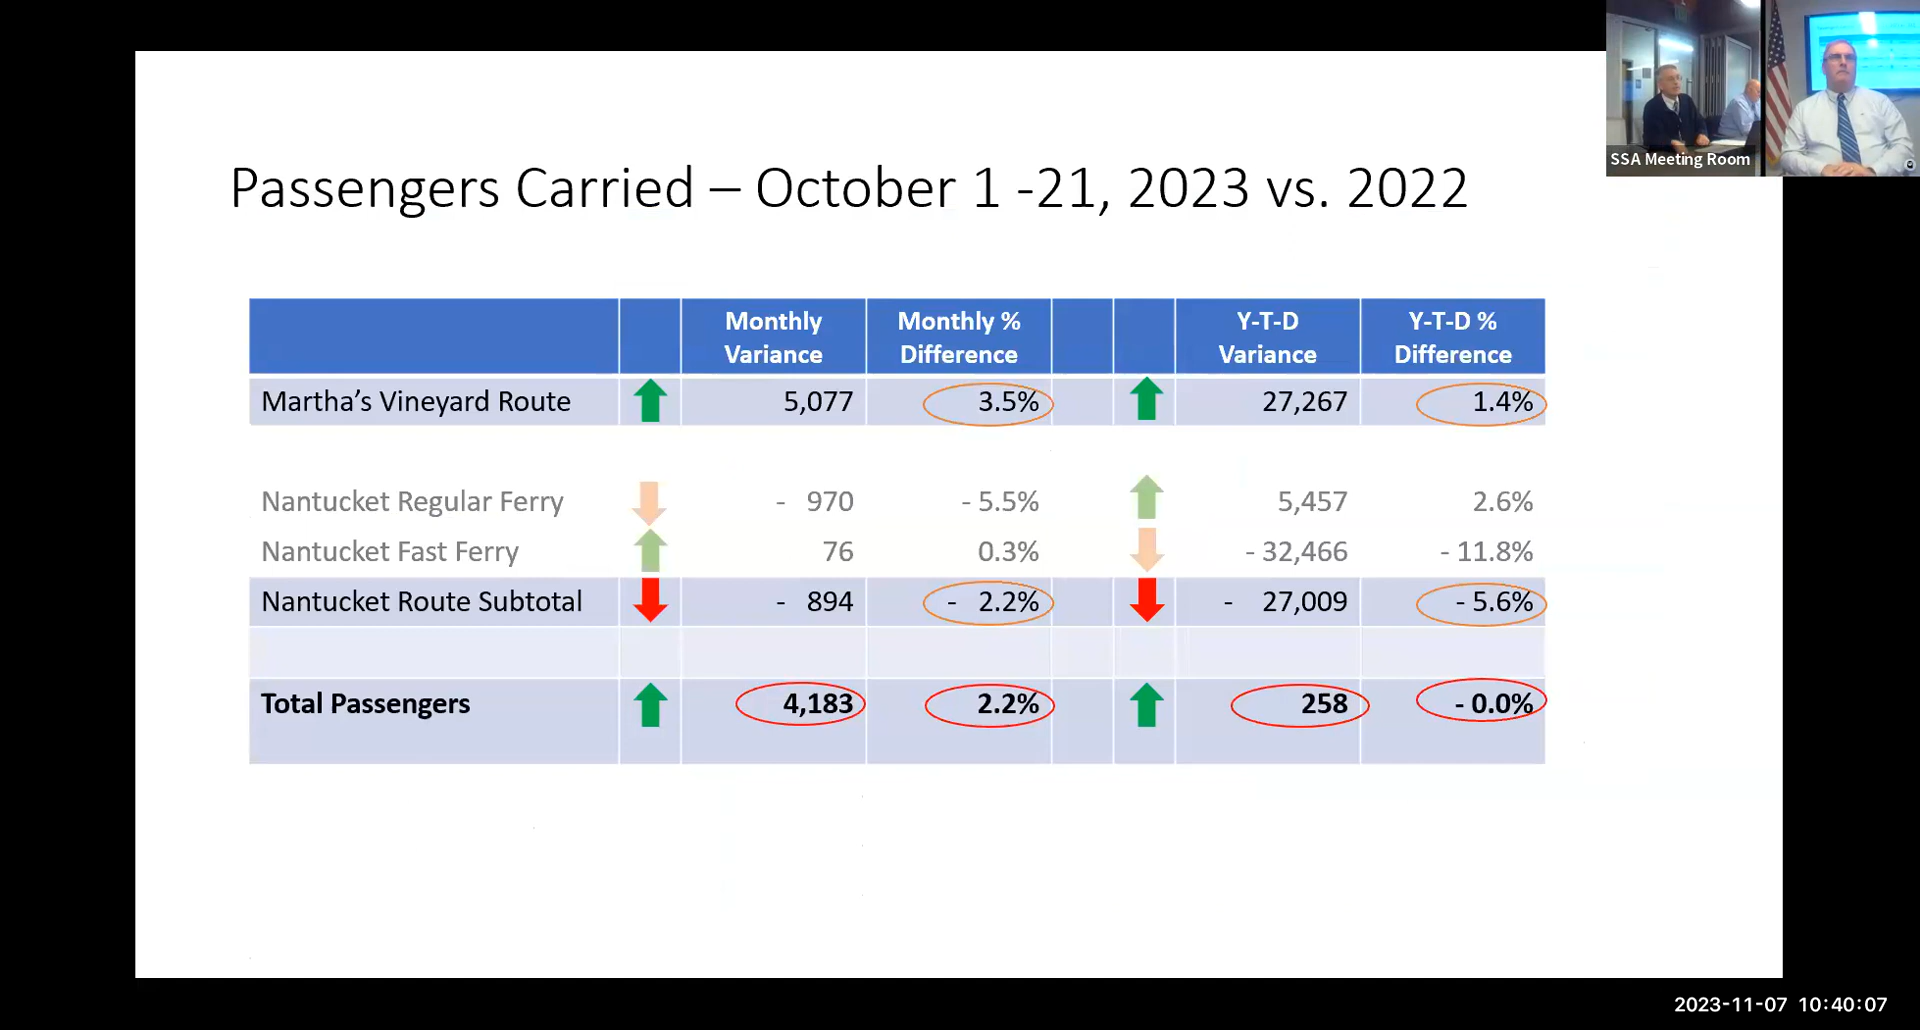 SSA Meeting Room
Passengers Carried – October 1 -21, 2023 vs. 2022
Monthly Variance Monthly % Difference Y-T-D Variance Y-T-D % Difference
Martha's Vineyard Route 5,077 3.5% 27,267 1.4%
Nantucket Regular Ferry - 970 - 5.5% 5,457 2.6%
Nantucket Fast Ferry 76 0.3% - 32,466 - 11.8%
Nantucket Route Subtotal - 894 - 2.2% - 27,009 - 5.6%
Total Passengers 4,183 2.2% 258 - 0.0%
2023-11-07 10:40:07